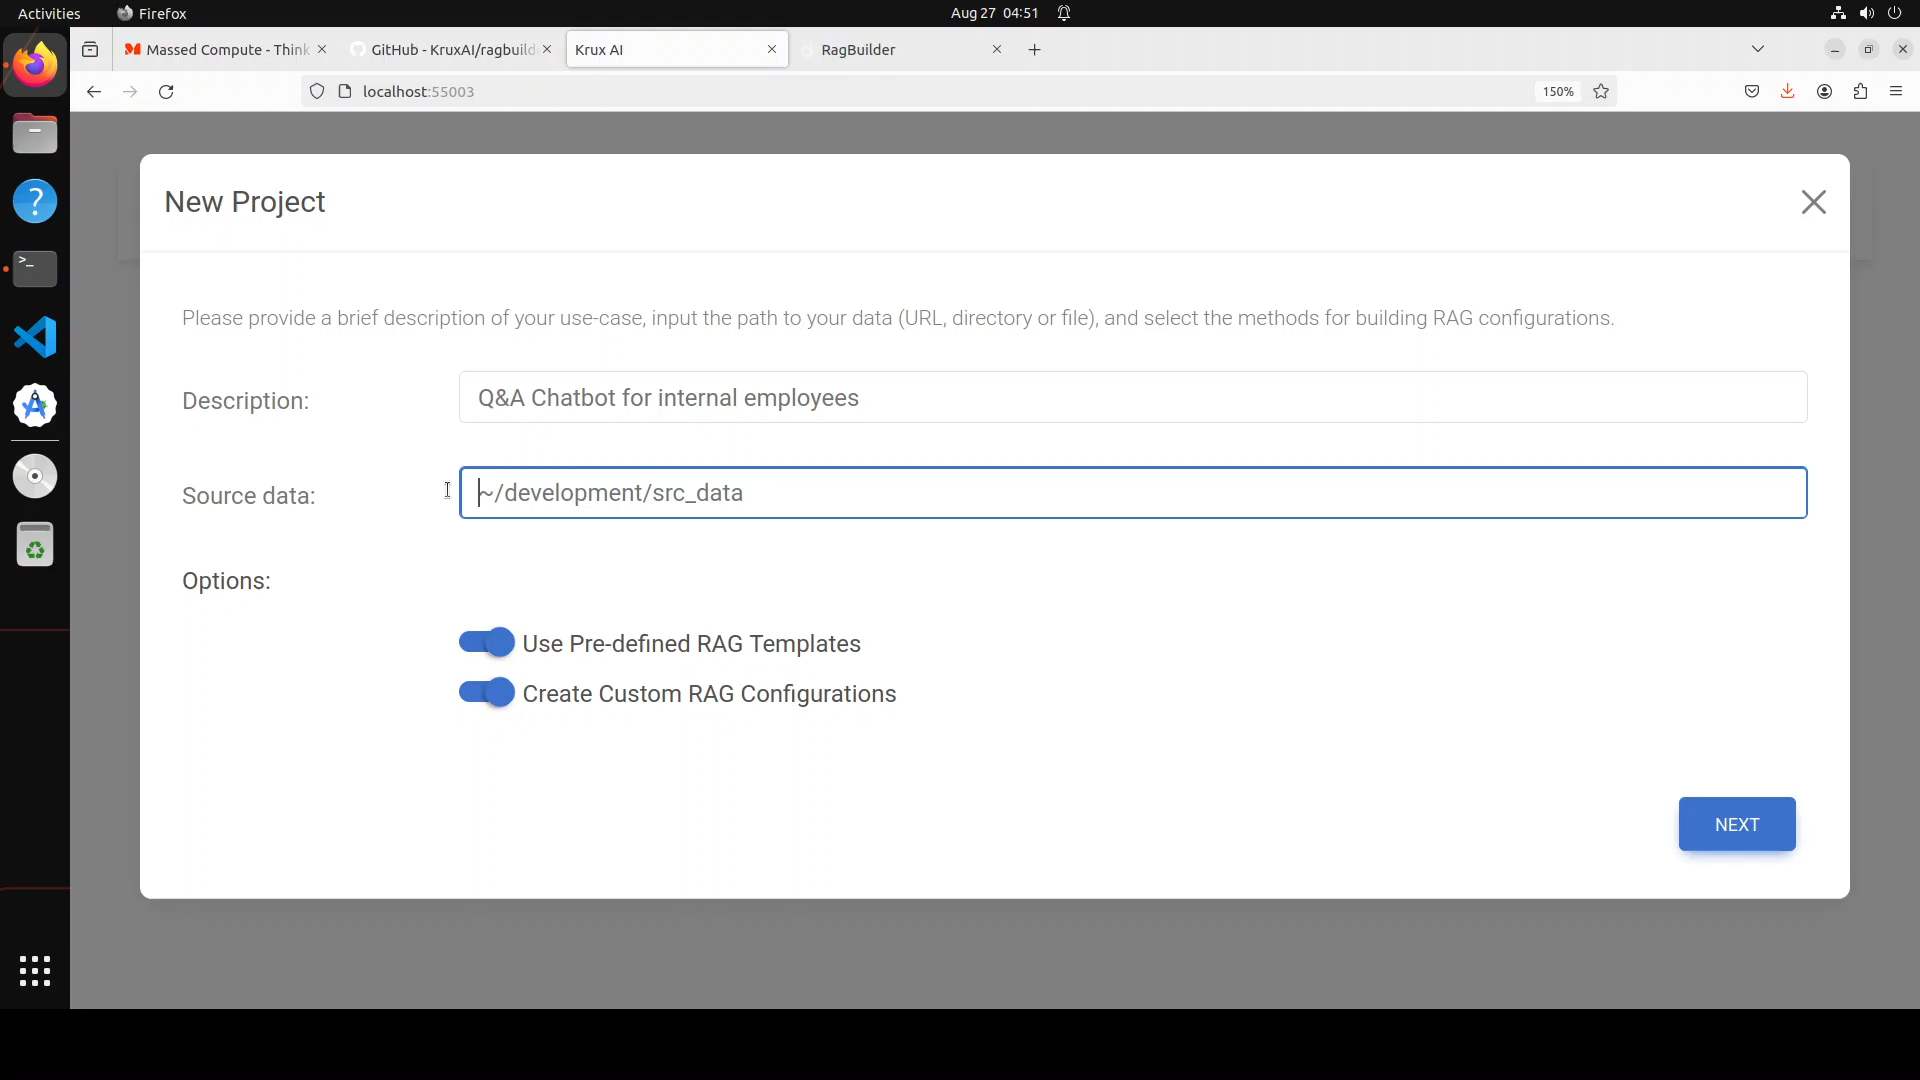 Activities
Firefox
Aug 27 04:51
Massed Compute - Think
GitHub - KruxAI/ragbuild
Krux AI
RagBuilder
localhost:55003
150%
New Project
Please provide a brief description of your use-case, input the path to your data (URL, directory or file), and select the methods for building RAG configurations.
Description:
Q&A Chatbot for internal employees
Source data:
~/development/src_data
Options:
Use Pre-defined RAG Templates
Create Custom RAG Configurations
NEXT